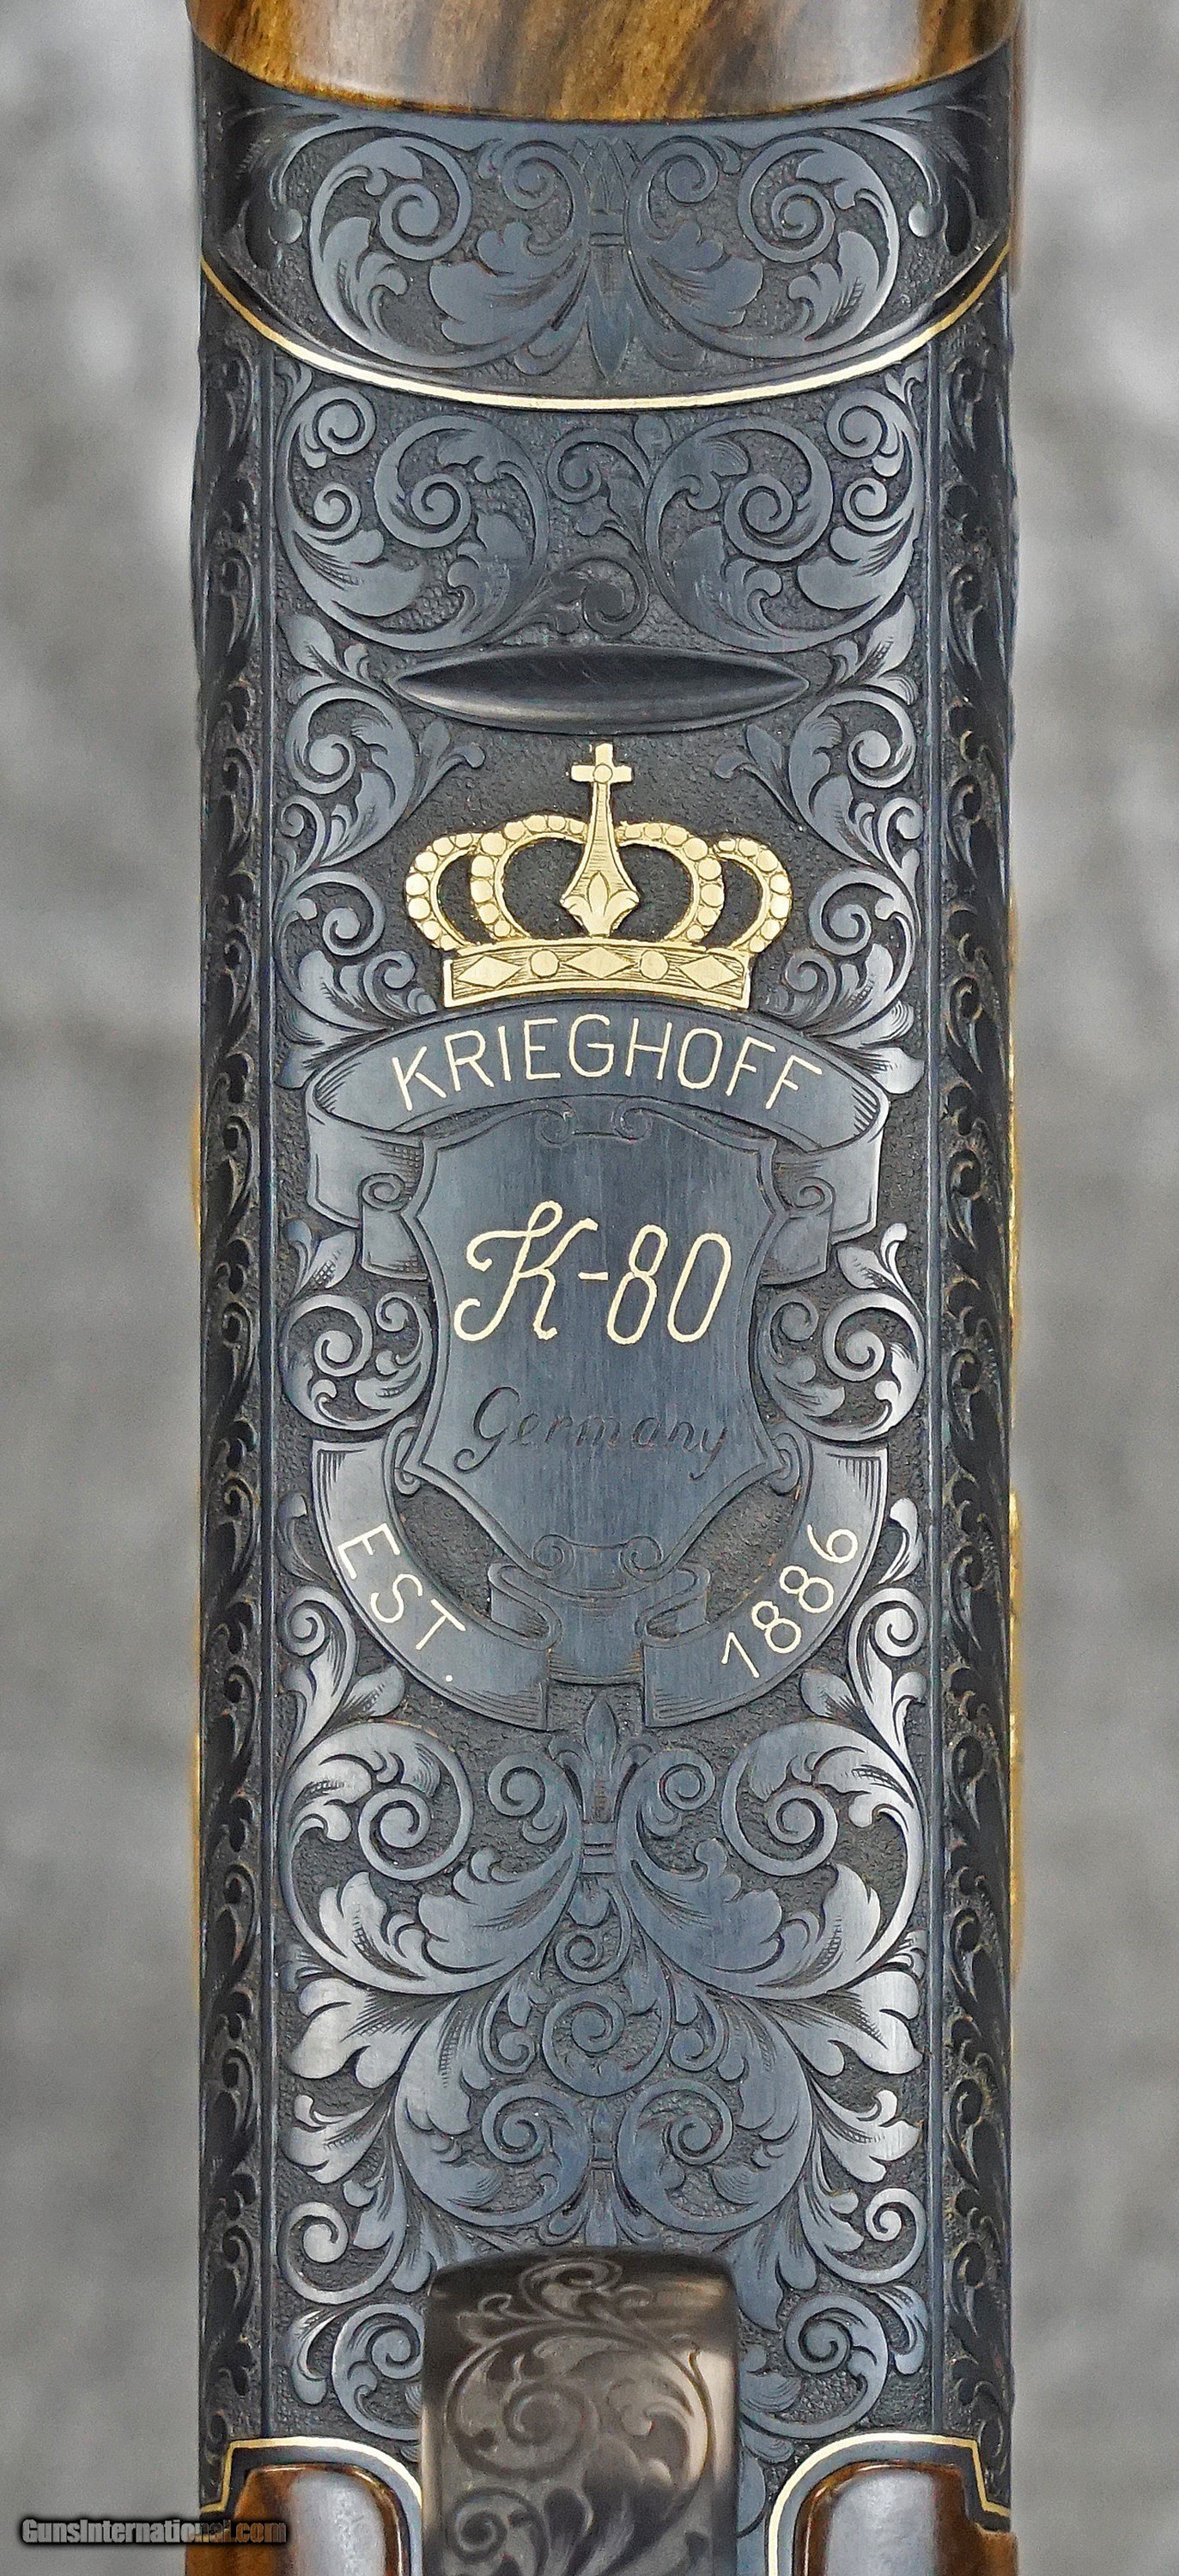 KRIEGHOFF
K-80
Germany
EST. 1886
GunsInternational.com